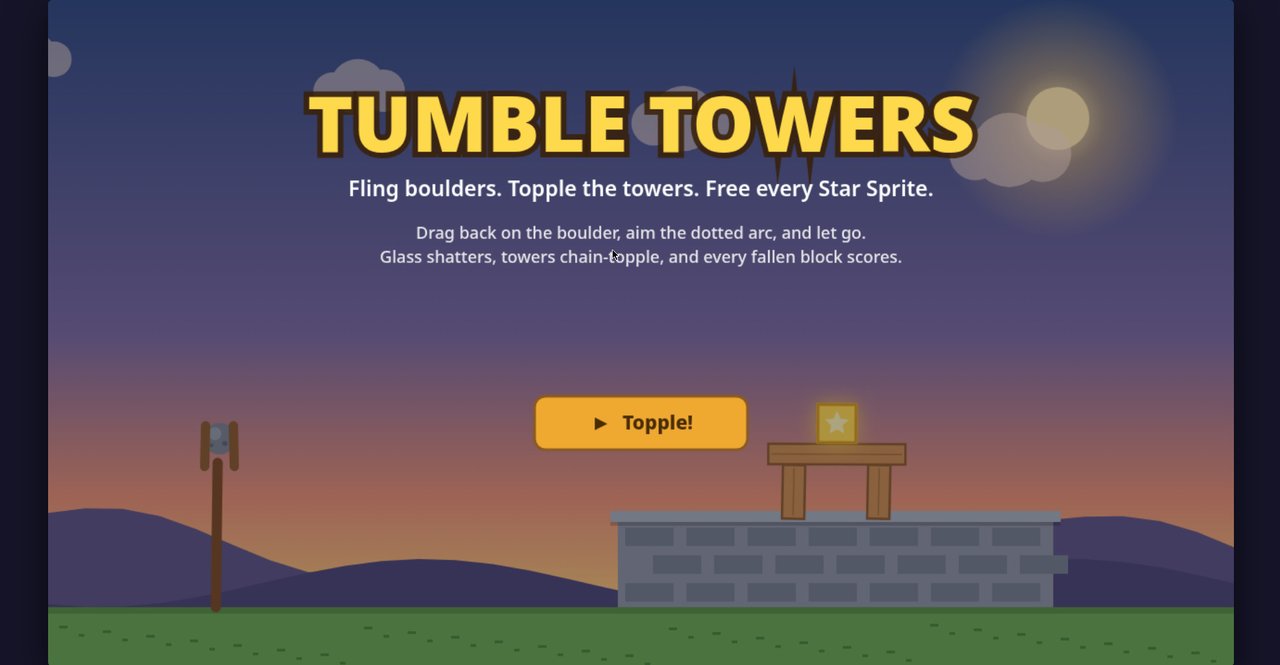 TUMBLE TOWERS
Fling boulders. Topple the towers. Free every Star Sprite.
Drag back on the boulder, aim the dotted arc, and let go.
Glass shatters, towers chain-topple, and every fallen block scores.
► Topple!